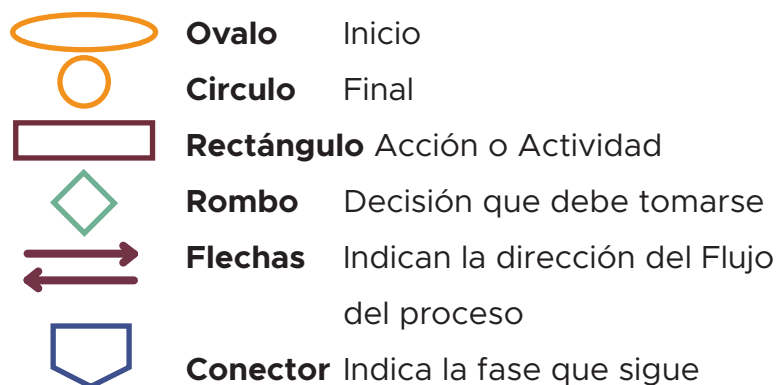 Ovalo Inicio
Circulo Final
Rectángulo Acción o Actividad
Rombo Decisión que debe tomarse
Flechas Indican la dirección del Flujo
del proceso
Conector Indica la fase que sigue